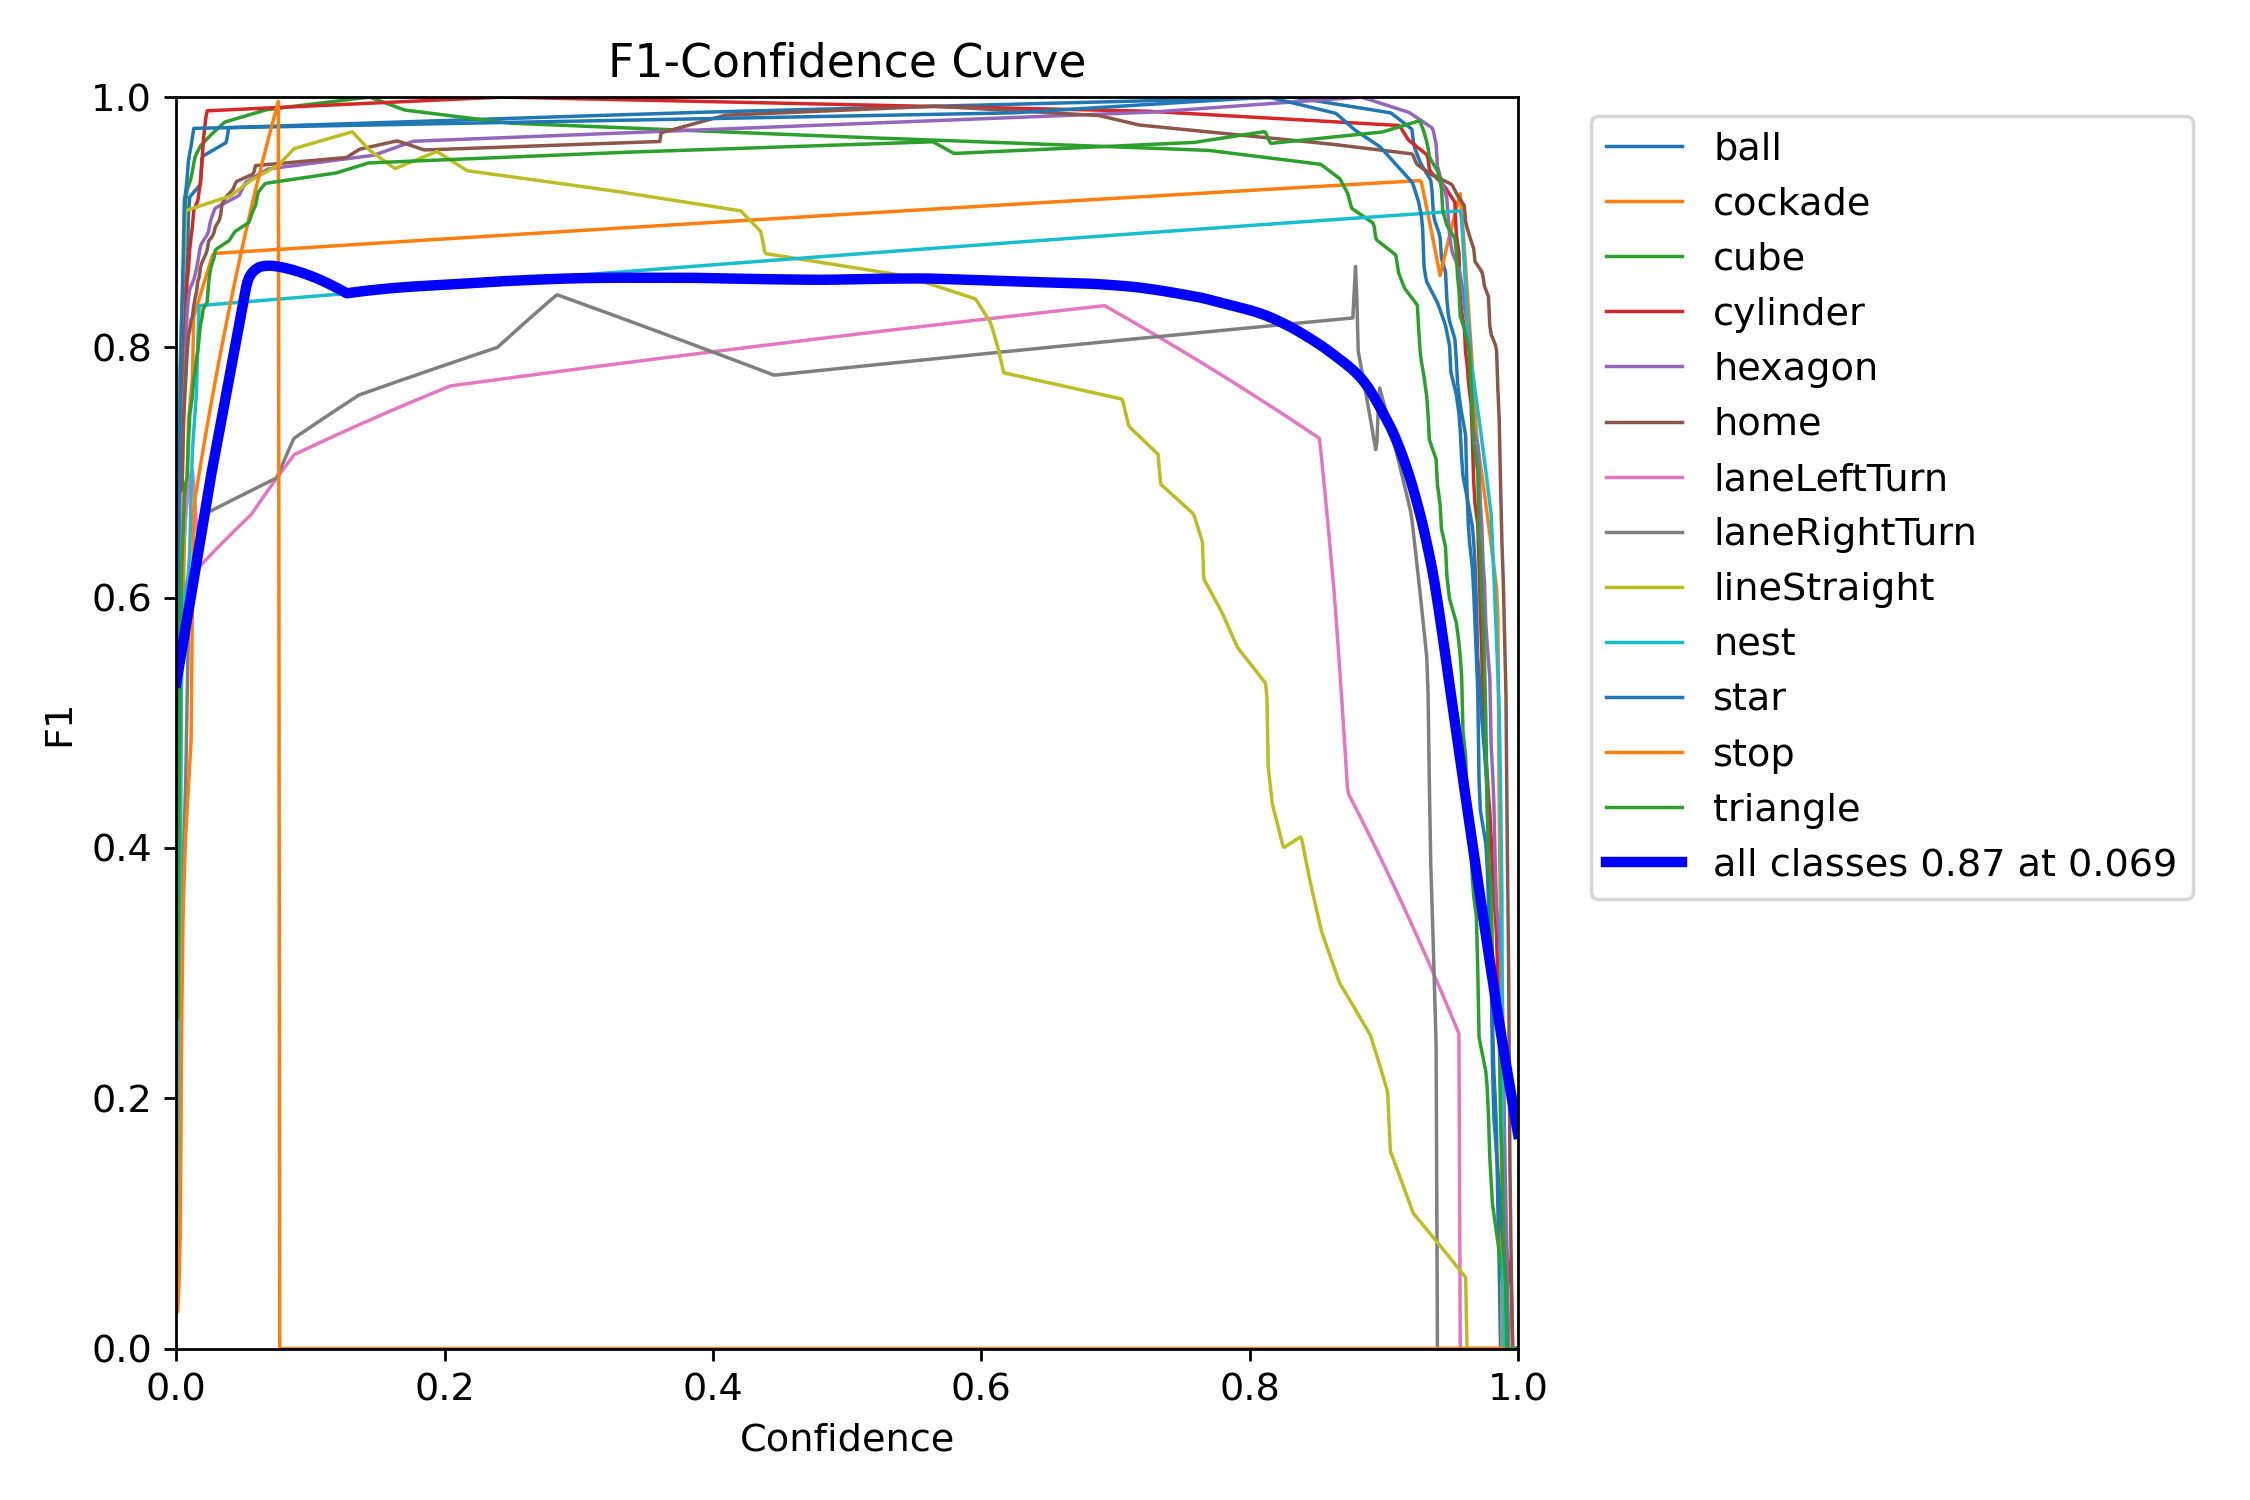 F1-Confidence Curve
1.0
0.8
0.6
0.4
0.2
0.0
F1
0.0 0.2 0.4 0.6 0.8 1.0
Confidence
ball
cockade
cube
cylinder
hexagon
home
laneLeftTurn
laneRightTurn
lineStraight
nest
star
stop
triangle
all classes 0.87 at 0.069